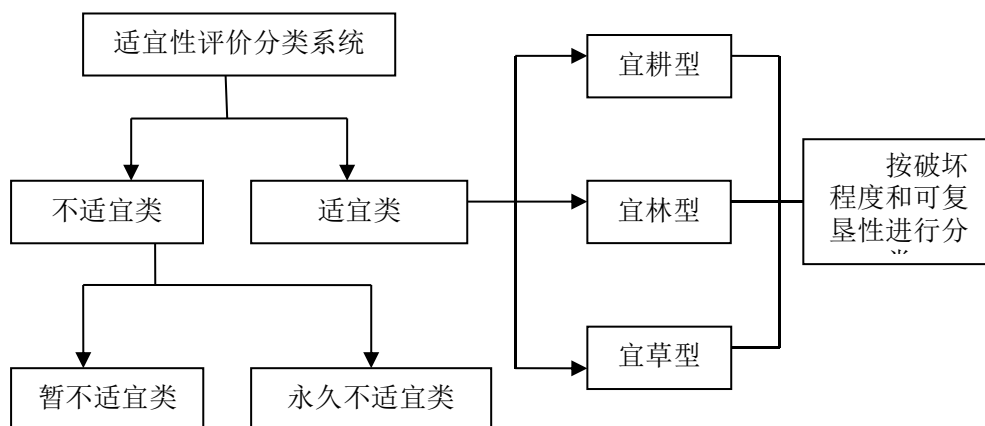 适宜性评价分类系统
宜耕型
不适宜类
适宜类
宜林型
按破坏
程度和可复
垦性进行分
暂不适宜类
永久不适宜类
宜草型